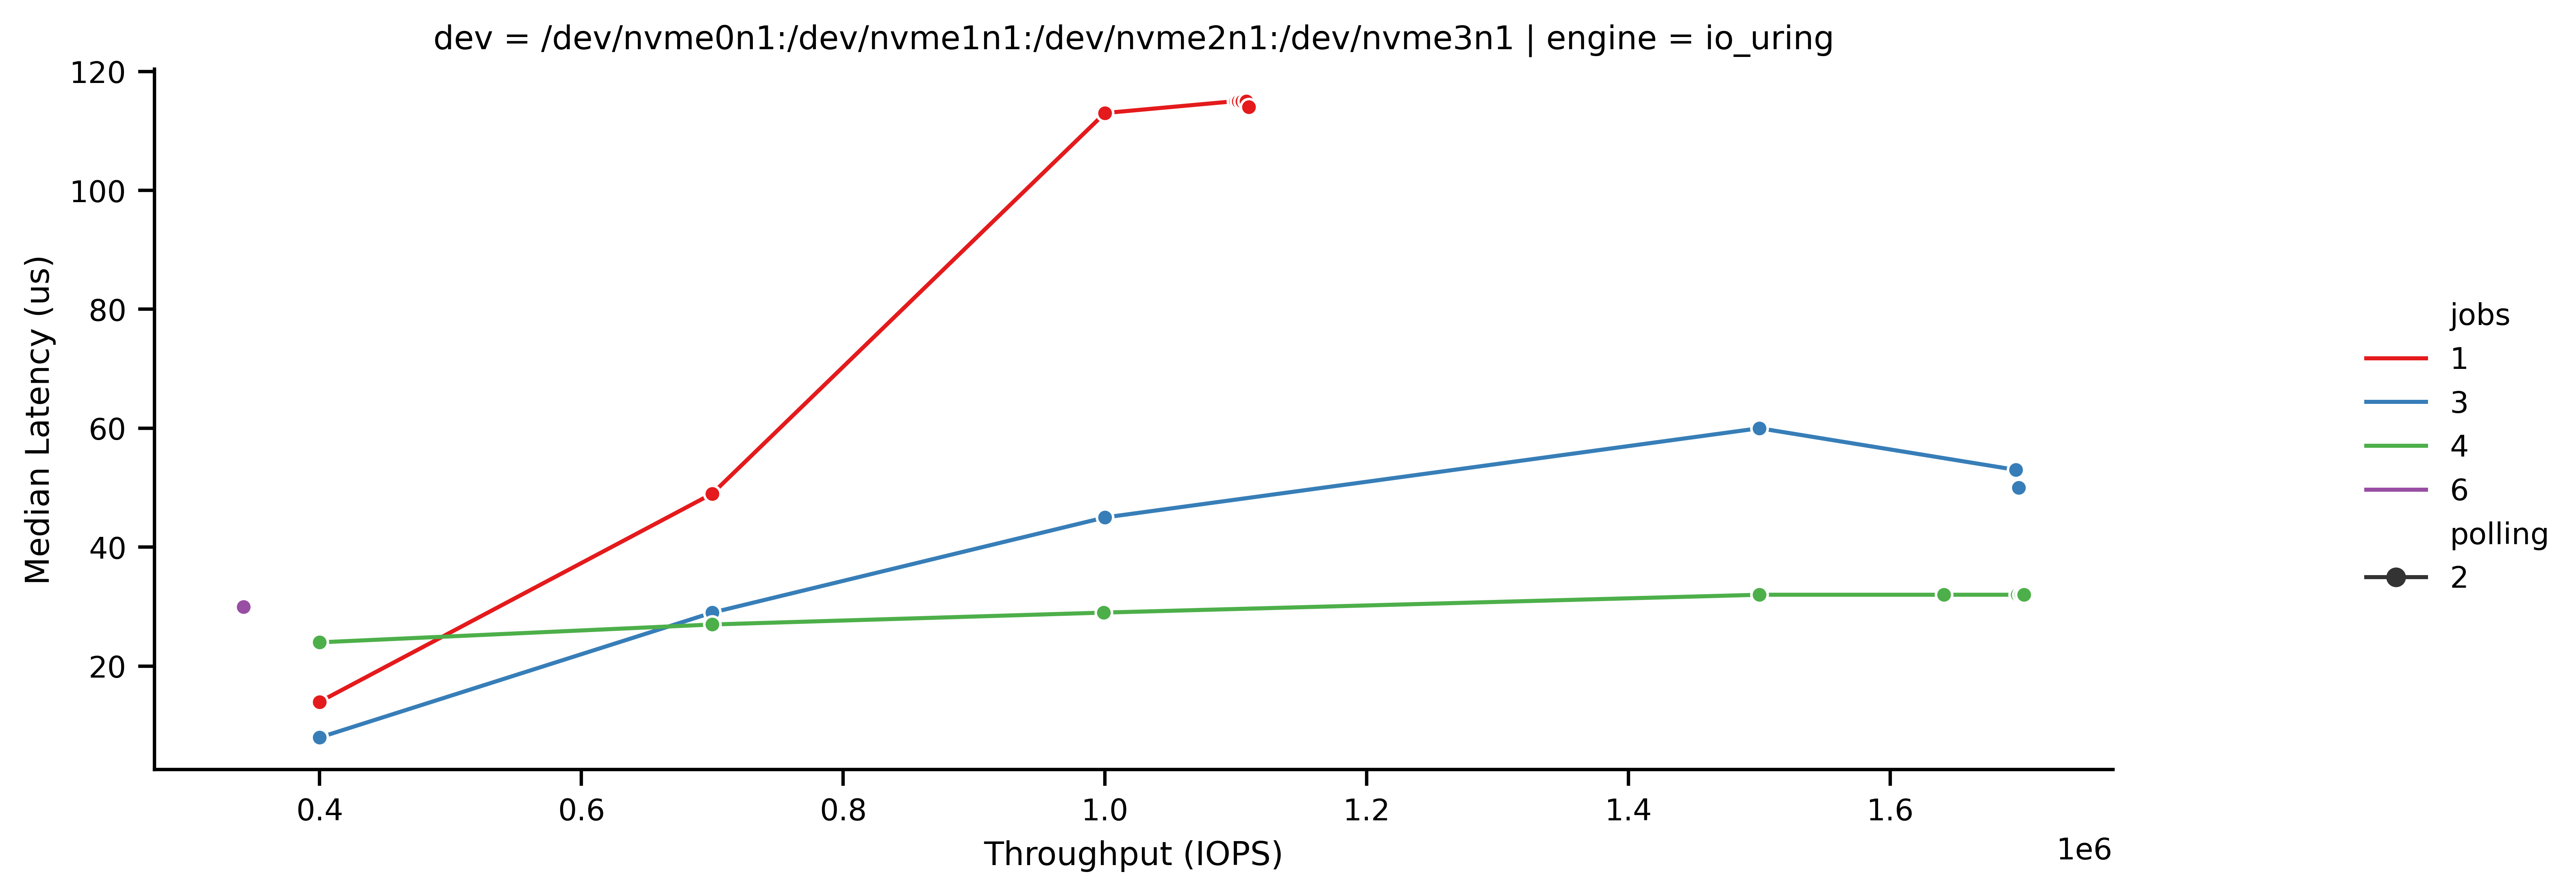 dev = /dev/nvme0n1:/dev/nvme1n1:/dev/nvme2n1:/dev/nvme3n1 | engine = io_uring
120
100
80
60
40
20
Median Latency (us)
0.4 0.6 0.8 1.0 1.2 1.4 1.6
1e6
Throughput (IOPS)
jobs
1
3
4
6
polling
2